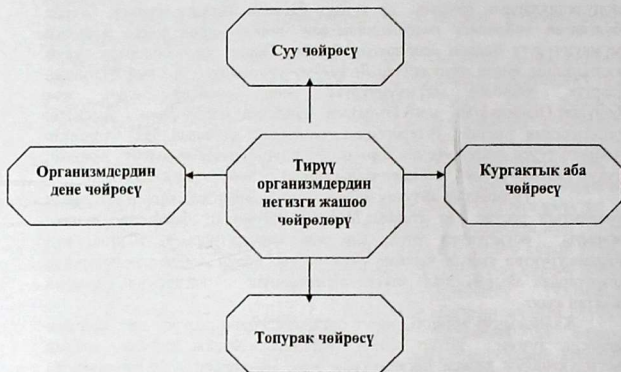 Суу чөйрөсү
Организмдердин
дене чөйрөсү
Тирүү
организмдердин
негизги жашоо
чөйрөлөрү
Кургактык аба
чөйрөсү
Топурак чөйрөсү